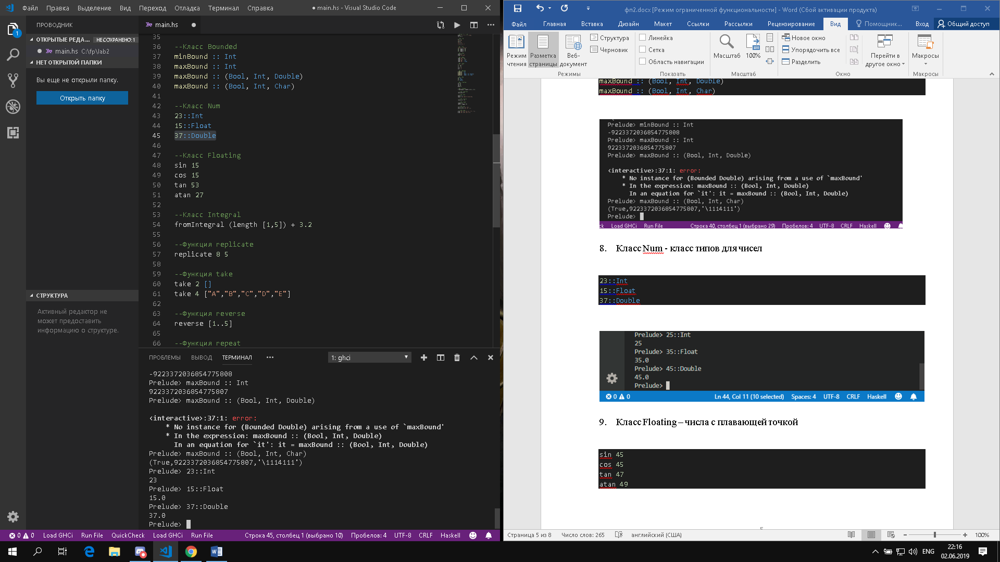 Файл Правка Выделение Вид Переход Отладка Терминал Справка ● main.hs - Visual Studio Code
ПРОВОДНИК
ОТКРЫТЫЕ РЕДА... НЕ СОХРАНЕНО: 1
main.hs C:\fp\lab2
НЕТ ОТКРЫТОЙ ПАПКИ
Вы еще не открыли папку.
Открыть папку
СТРУКТУРА
Активный редактор не
может предоставить
информацию о структуре.
1
main.hs
35
36 --Класс Bounded
37 minBound :: Int
38 maxBound :: Int
39 maxBound :: (Bool, Int, Double)
40 maxBound :: (Bool, Int, Char)
41
42 --Класс Num
43 23::Int
44 15::Float
45 37::Double
46
47 --Класс Floating
48 sin 15
49 cos 15
50 tan 53
51 atan 27
52
53 --Класс Integral
54 fromIntegral (length [1,5]) + 3.2
55
56 --Функция replicate
57 replicate 8 5
58
59 --Функция take
60 take 2 []
61 take 4 ["A","B","C","D","E"]
62
63 --Функция reverse
64 reverse [1..5]
65
66 --Функция repeat
ПРОБЛЕМЫ ВЫВОД ТЕРМИНАЛ ••• 1: ghci
-9223372036854775808
Prelude> maxBound :: Int
9223372036854775807
Prelude> maxBound :: (Bool, Int, Double)
<interactive>:37:1: error:
* No instance for (Bounded Double) arising from a use of `maxBound'
* In the expression: maxBound :: (Bool, Int, Double)
In an equation for `it': it = maxBound :: (Bool, Int, Double)
Prelude> maxBound :: (Bool, Int, Char)
(True,9223372036854775807,'\1114111')
Prelude> 23::Int
23
Prelude> 15::Float
15.0
Prelude> 37::Double
37.0
Prelude>
0 0 Load GHCi Run File QuickCheck Load GHCi Run File Строка 45, столбец 1 (выбрано 10) Пробелов: 4 UTF-8 CRLF Haskell
фп2.docx [Режим ограниченной функциональности] - Word (Сбой активации продукта)
Файл Главная Вставка Дизайн Макет Ссылки Рассылки Рецензирование Вид Помощник... Вход Общий доступ
Режим чтения
Разметка страницы
Веб-документ
Структура
Черновик
Режимы
Линейка
Сетка
Область навигации
Показать
Масштаб
100
100%
Масштаб
Новое окно
Упорядочить все
Разделить
Перейти в другое окно
Окно
Макросы
Макросы
maxBound :: (Bool, Int, Double)
maxBound :: (Bool, Int, Char)
Prelude> minBound :: Int
-9223372036854775808
Prelude> maxBound :: Int
9223372036854775807
Prelude> maxBound :: (Bool, Int, Double)
<interactive>:37:1: error:
* No instance for (Bounded Double) arising from a use of `maxBound'
* In the expression: maxBound :: (Bool, Int, Double)
In an equation for `it': it = maxBound :: (Bool, Int, Double)
Prelude> maxBound :: (Bool, Int, Char)
(True,9223372036854775807,'\1114111')
Prelude>
ck Load GHCi Run File Строка 40, столбец 1 (выбрано 29) Пробелов: 4 UTF-8 CRLF Haskell
8. Класс Num - класс типов для чисел
23::Int
15::Float
37::Double
Prelude> 25::Int
25
Prelude> 35::Float
35.0
Prelude> 45::Double
45.0
Prelude>
0 0 Ln 44, Col 11 (10 selected) Spaces: 4 UTF-8 CRLF Haskell
9. Класс Floating – числа с плавающей точкой
sin 45
cos 45
tan 47
atan 49
Страница 5 из 8 Число слов: 265 английский (США) 100%
ENG 22:16
02.06.2019